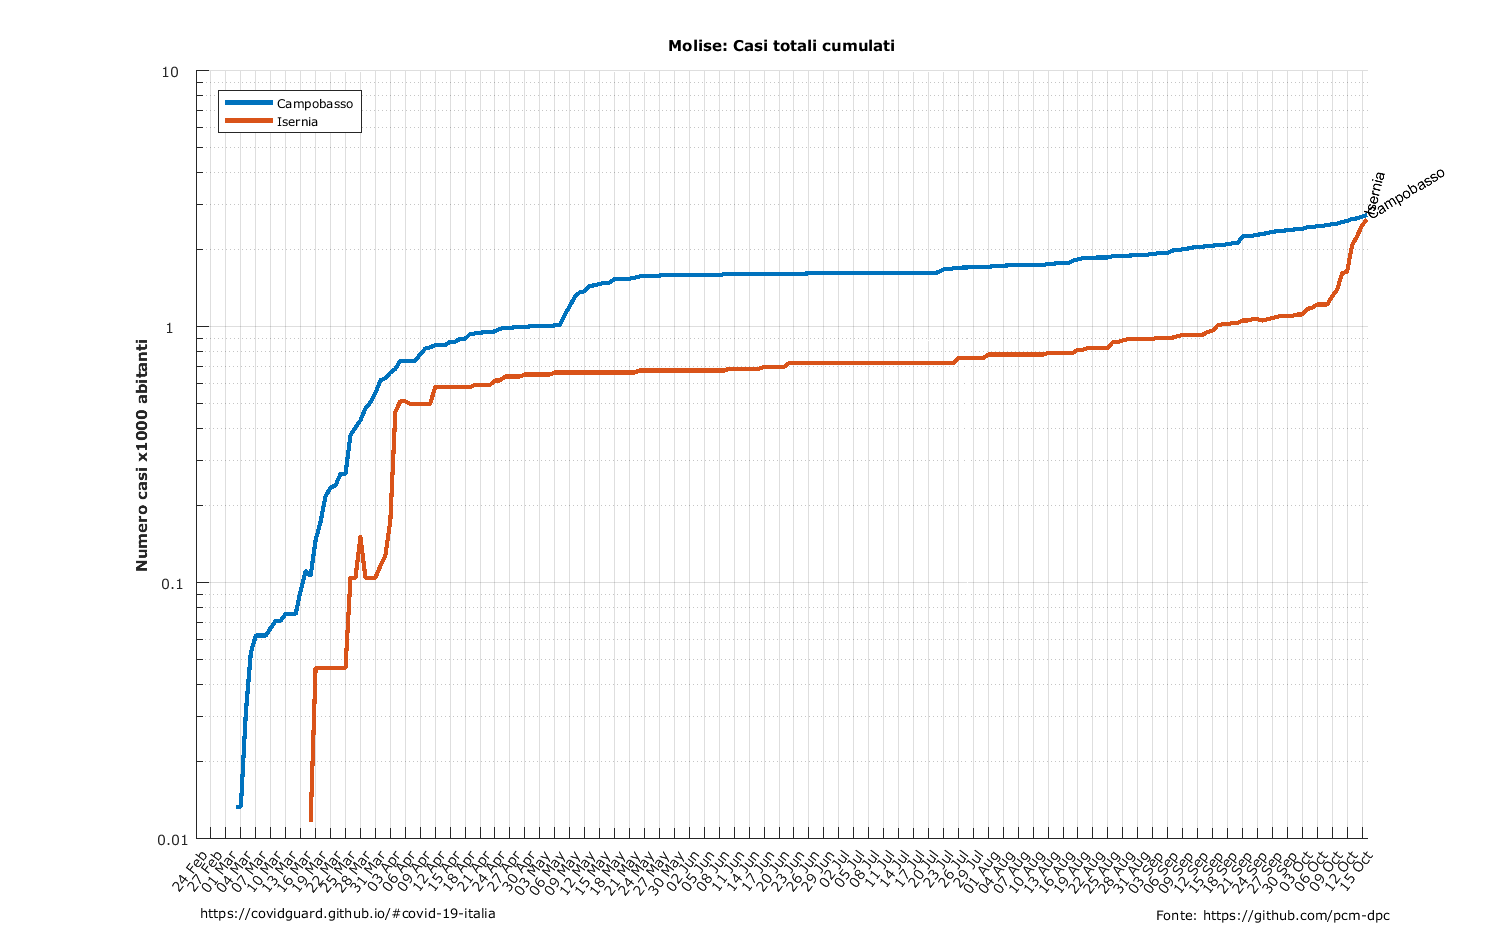 Molise: Casi totali cumulati
10
1
0.1
0.01
Numero casi x1000 abitanti
Campobasso
Isernia
Isernia
Campobasso
24 Feb
27 Feb
01 Mar
04 Mar
07 Mar
10 Mar
13 Mar
16 Mar
19 Mar
22 Mar
25 Mar
28 Mar
31 Mar
03 Apr
06 Apr
09 Apr
12 Apr
15 Apr
18 Apr
21 Apr
24 Apr
27 Apr
30 Apr
03 May
06 May
09 May
12 May
15 May
18 May
21 May
24 May
27 May
30 May
02 Jun
05 Jun
08 Jun
11 Jun
14 Jun
17 Jun
20 Jun
23 Jun
26 Jun
29 Jun
02 Jul
05 Jul
08 Jul
11 Jul
14 Jul
17 Jul
20 Jul
23 Jul
26 Jul
29 Jul
01 Aug
04 Aug
07 Aug
10 Aug
13 Aug
16 Aug
19 Aug
22 Aug
25 Aug
28 Aug
31 Aug
03 Sep
06 Sep
09 Sep
12 Sep
15 Sep
18 Sep
21 Sep
24 Sep
27 Sep
30 Sep
03 Oct
06 Oct
09 Oct
12 Oct
15 Oct
https://covidguard.github.io/#covid-19-italia
Fonte: https://github.com/pcm-dpc